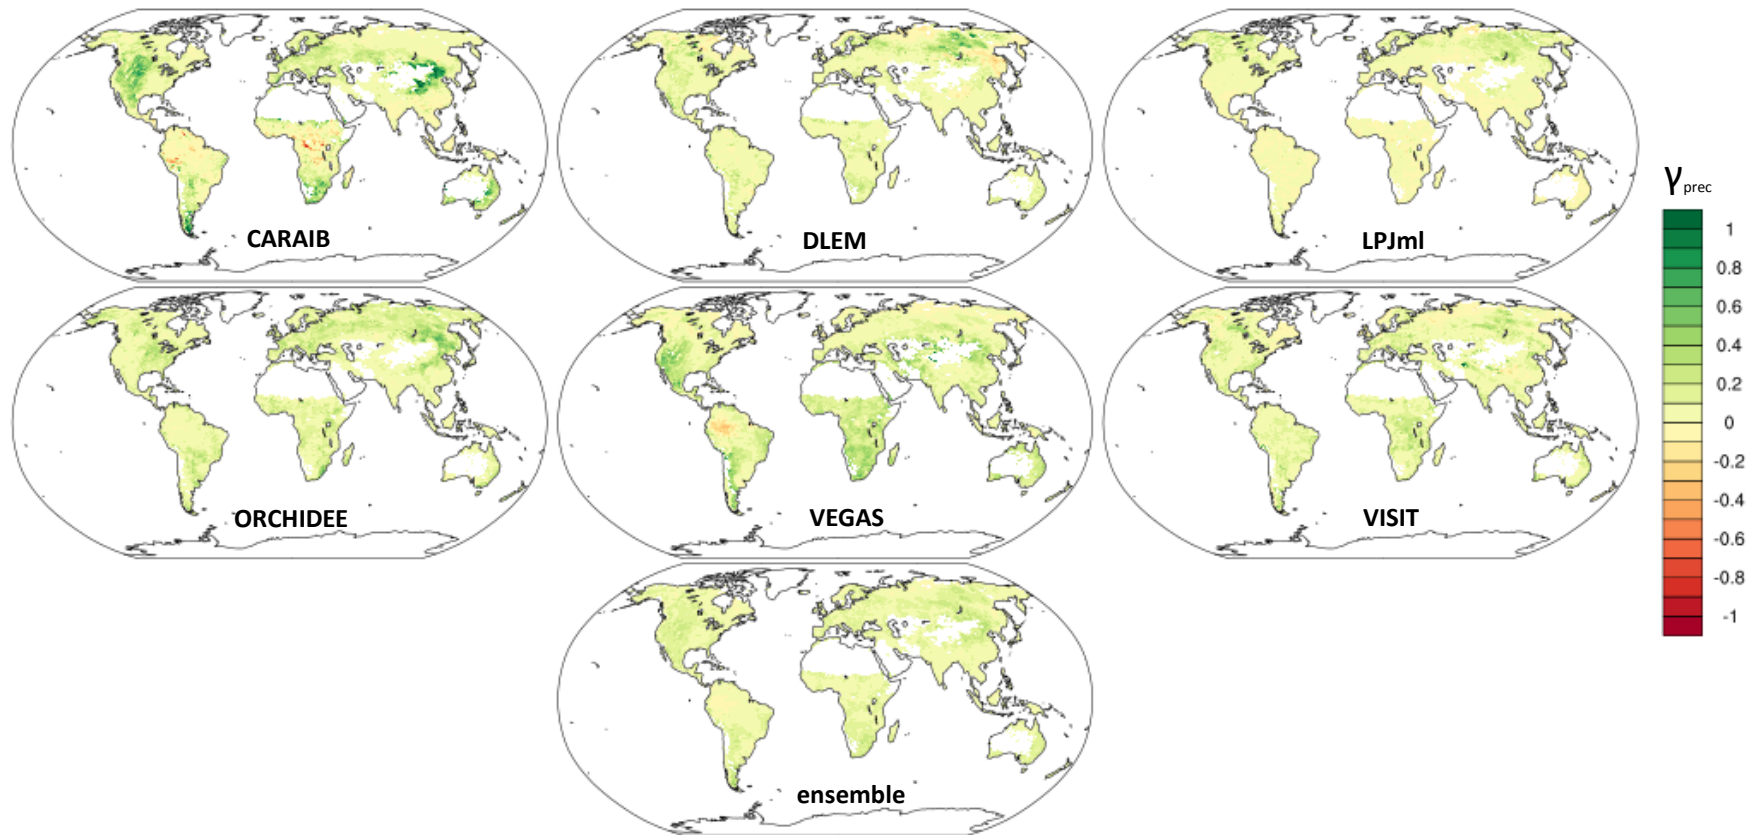 CARAIB
DLEM
LPJml
γprec
1
0.8
0.6
0.4
0.2
0
-0.2
-0.4
-0.6
-0.8
-1
ORCHIDEE
VEGAS
VISIT
ensemble